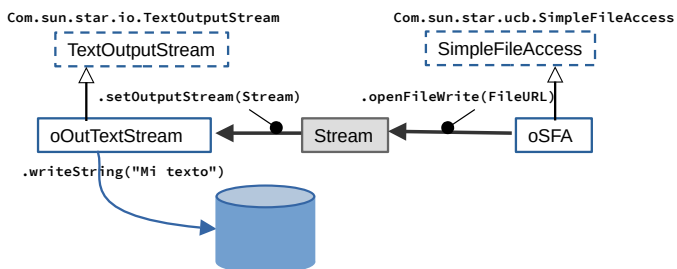 Com.sun.star.io.TextOutputStream
Com.sun.star.ucb.SimpleFileAccess
TextOutputStream
SimpleFileAccess
.setOutputStream(Stream)
.openFileWrite(FileURL)
oOutTextStream
Stream
oSFA
.writeString("Mi texto")